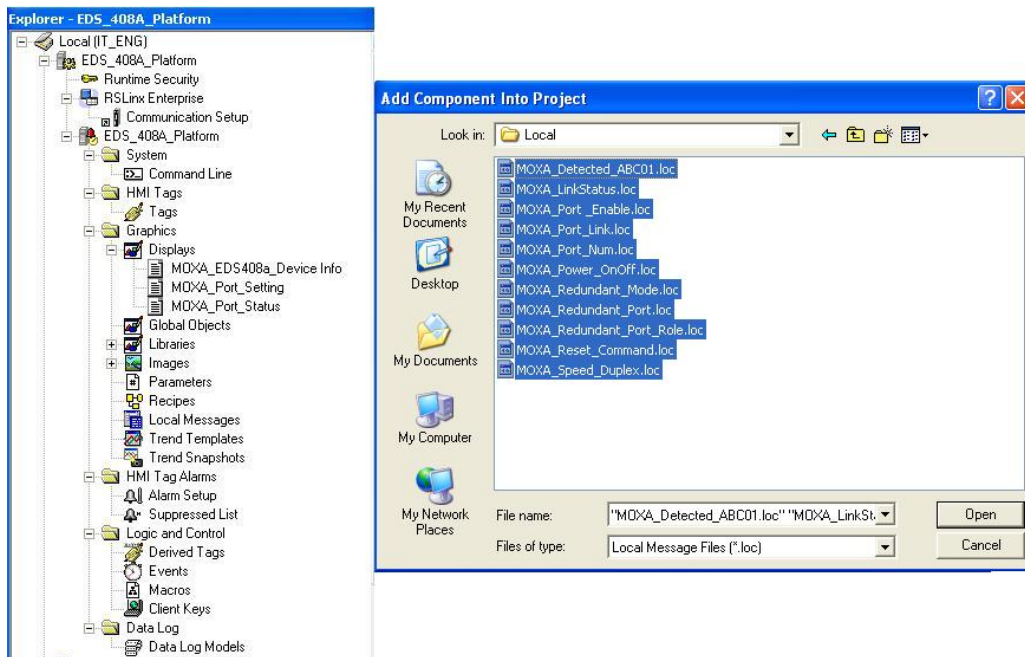 Explorer - EDS_408A_Platform
Local (IT_ENG)
EDS_408A_Platform
Runtime Security
RSLinx Enterprise
Communication Setup
EDS_408A_Platform
System
Command Line
HMI Tags
Tags
Graphics
Displays
MOXA_EDS408a_Device Info
MOXA_Port_Setting
MOXA_Port_Status
Global Objects
Libraries
Images
Parameters
Recipes
Local Messages
Trend Templates
Trend Snapshots
HMI Tag Alarms
Alarm Setup
Suppressed List
Logic and Control
Derived Tags
Events
Macros
Client Keys
Data Log
Data Log Models
Add Component Into Project
Look in:
Local
My Recent
Documents
Desktop
My Documents
My Computer
My Network
Places
MOXA_Detected_ABC01.loc
MOXA_LinkStatus.loc
MOXA_Port _Enable.loc
MOXA_Port_Link.loc
MOXA_Port_Num.loc
MOXA_Power_OnOff.loc
MOXA_Redundant_Mode.loc
MOXA_Redundant_Port.loc
MOXA_Redundant_Port_Role.loc
MOXA_Reset_Command.loc
MOXA_Speed_Duplex.loc
File name:
"MOXA_Detected_ABC01.loc" "MOXA_LinkSt
Open
Files of type:
Local Message Files (*.loc)
Cancel